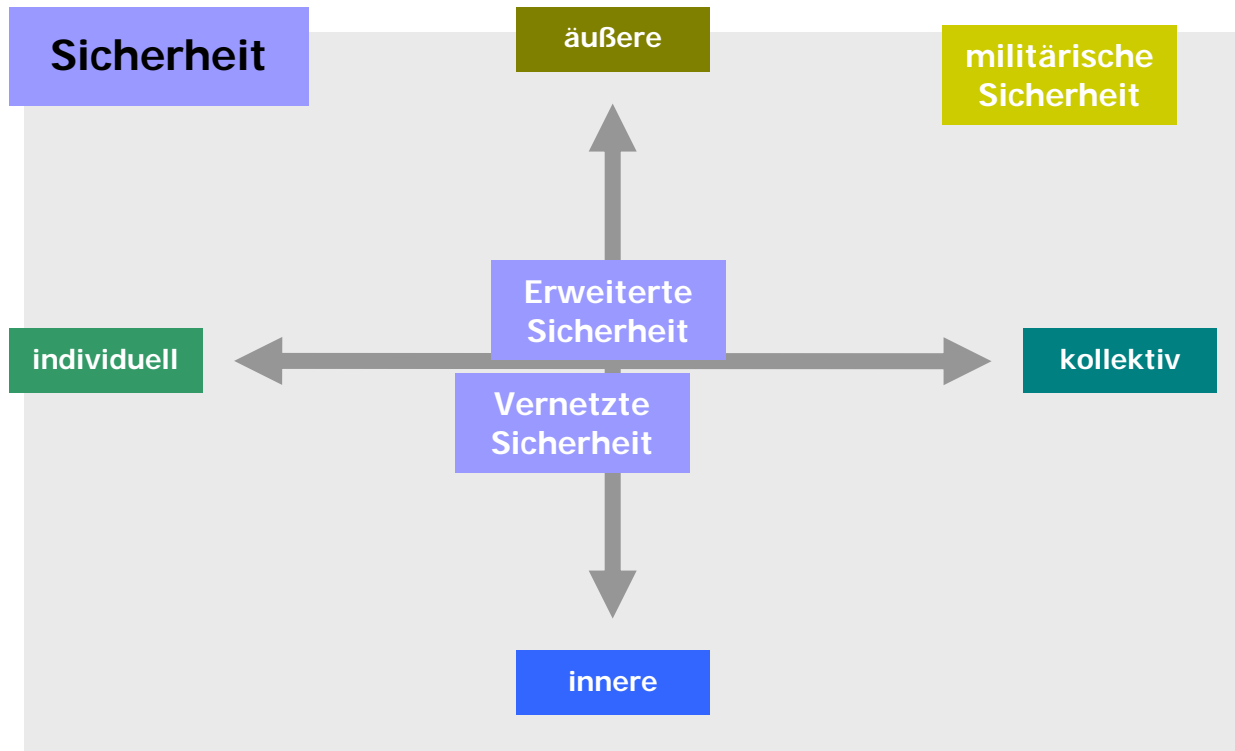 Sicherheit
äußere
militärische
Sicherheit
Erweiterte
Sicherheit
individuell
kollektiv
Vernetzte
Sicherheit
innere